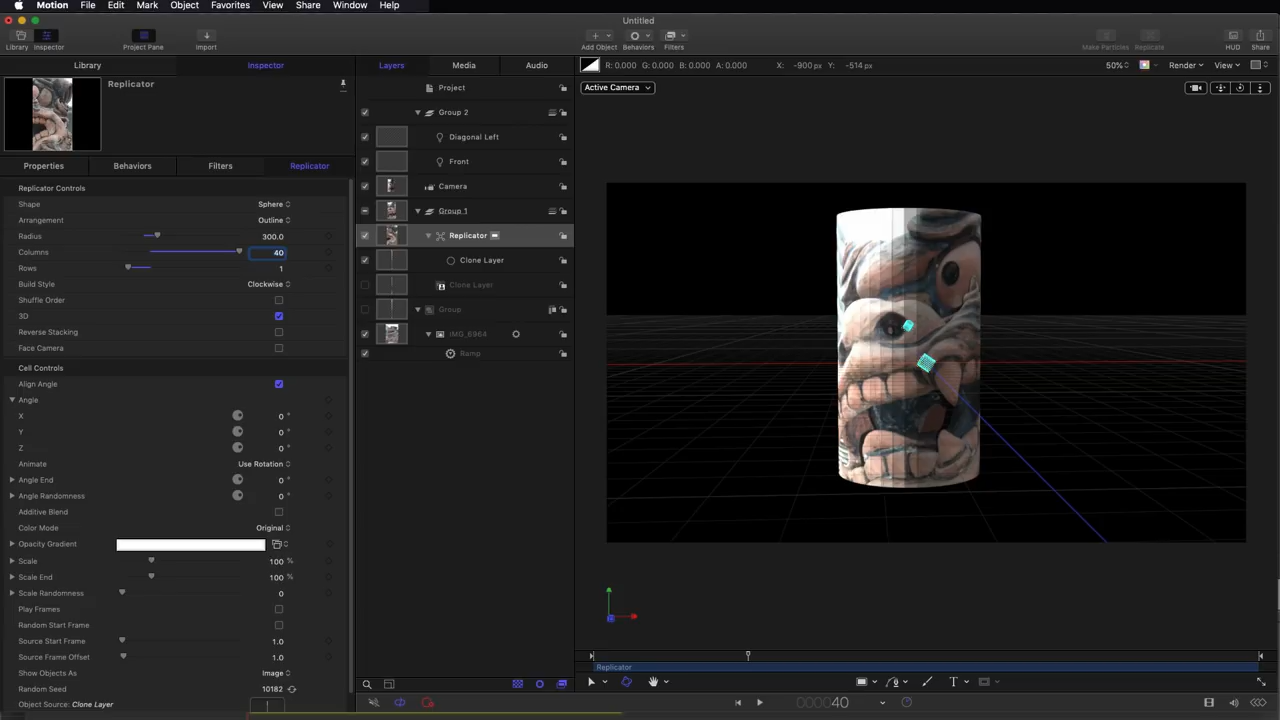 Motion File Edit Mark Object Favorites View Share Window Help
Untitled
Library Inspector Project Pane Import Add Object Behaviors Filters Make Particles Replicate HUD Share
Library Inspector Layers Media Audio R: 0.000 G: 0.000 B: 0.000 A: 0.000 X: -900 px Y: -514 px 50% Render View
Replicator
Properties Behaviors Filters Replicator
Replicator Controls
Shape Sphere
Arrangement Outline
Radius 300.0
Columns 40
Rows 1
Build Style Clockwise
Shuffle Order
3D
Reverse Stacking
Face Camera
Cell Controls
Align Angle
Angle
X 0 °
Y 0 °
Z 0 °
Animate Use Rotation
Angle End 0 °
Angle Randomness 0 °
Additive Blend
Color Mode Original
Opacity Gradient
Scale 100 %
Scale End 100 %
Scale Randomness 0
Play Frames
Random Start Frame
Source Start Frame 1.0
Source Frame Offset 1.0
Show Objects As Image
Random Seed 10182
Object Source: Clone Layer
Project
Group 2
Diagonal Left
Front
Camera
Group 1
Replicator
Clone Layer
Clone Layer
Group
IMG_6964
Ramp
Active Camera
Replicator
000040